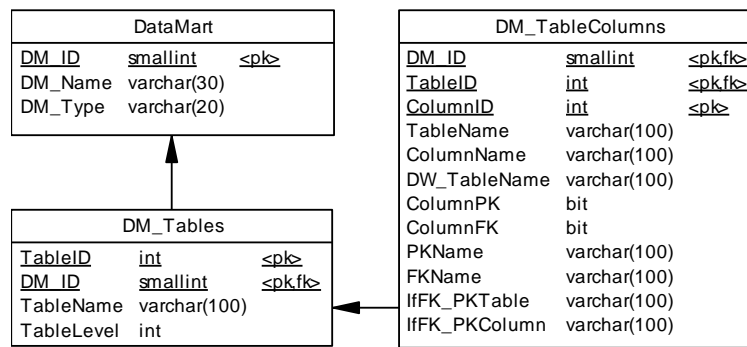 DataMart
DM_ID smallint <pk>
DM_Name varchar(30)
DM_Type varchar(20)
DM_Tables
TableID int <pk>
DM_ID smallint <pk,fk>
TableName varchar(100)
TableLevel int
DM_TableColumns
DM_ID smallint <pk,fk>
TableID int <pk,fk>
ColumnID int <pk>
TableName varchar(100)
ColumnName varchar(100)
DW_TableName varchar(100)
ColumnPK bit
ColumnFK bit
PKName varchar(100)
FKName varchar(100)
IfFK_PKTable varchar(100)
IfFK_PKColumn varchar(100)